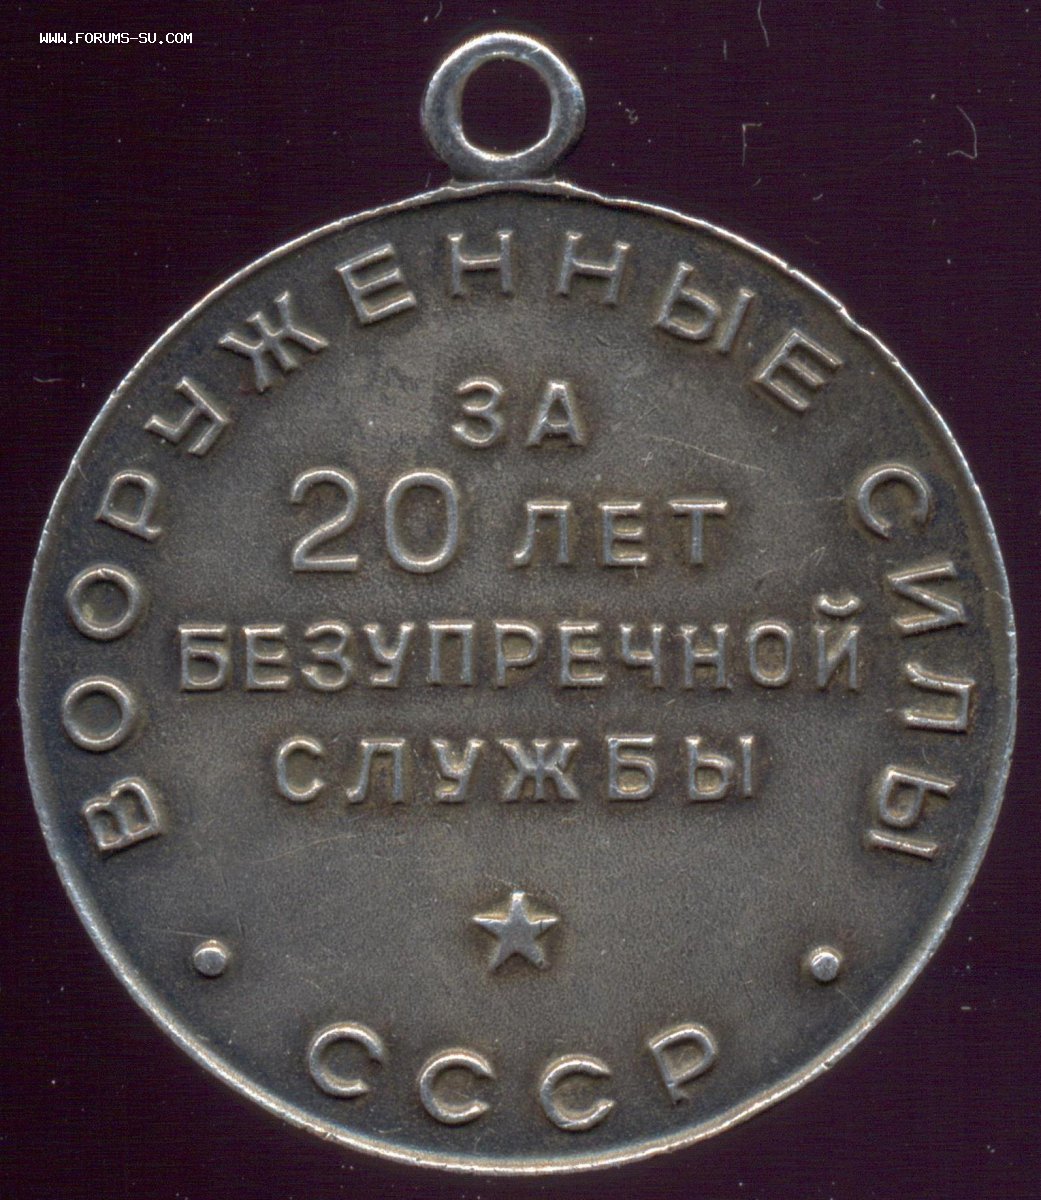 WWW.FORUMS-SU.COM
ВООРУЖЕННЫЕ СИЛЫ
ЗА
20 ЛЕТ
БЕЗУПРЕЧНОЙ
СЛУЖБЫ
СССР